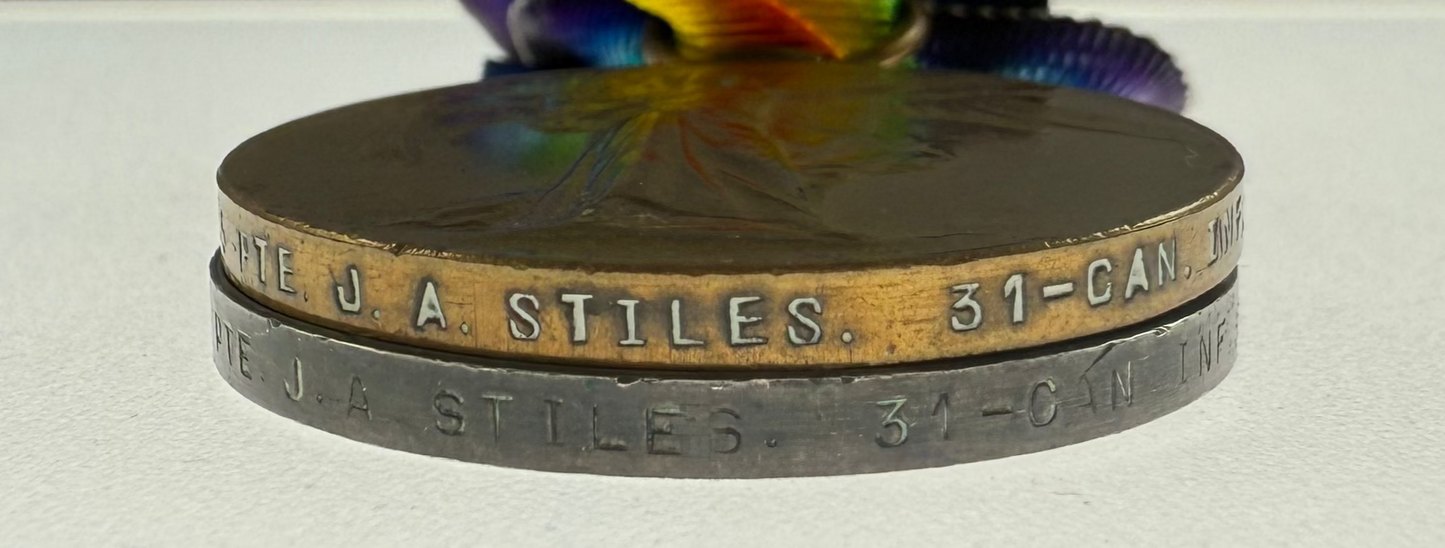 PTE. J. A. STILES. 31-CAN. INF.
PTE. J. A STILES. 31-CAN INF.